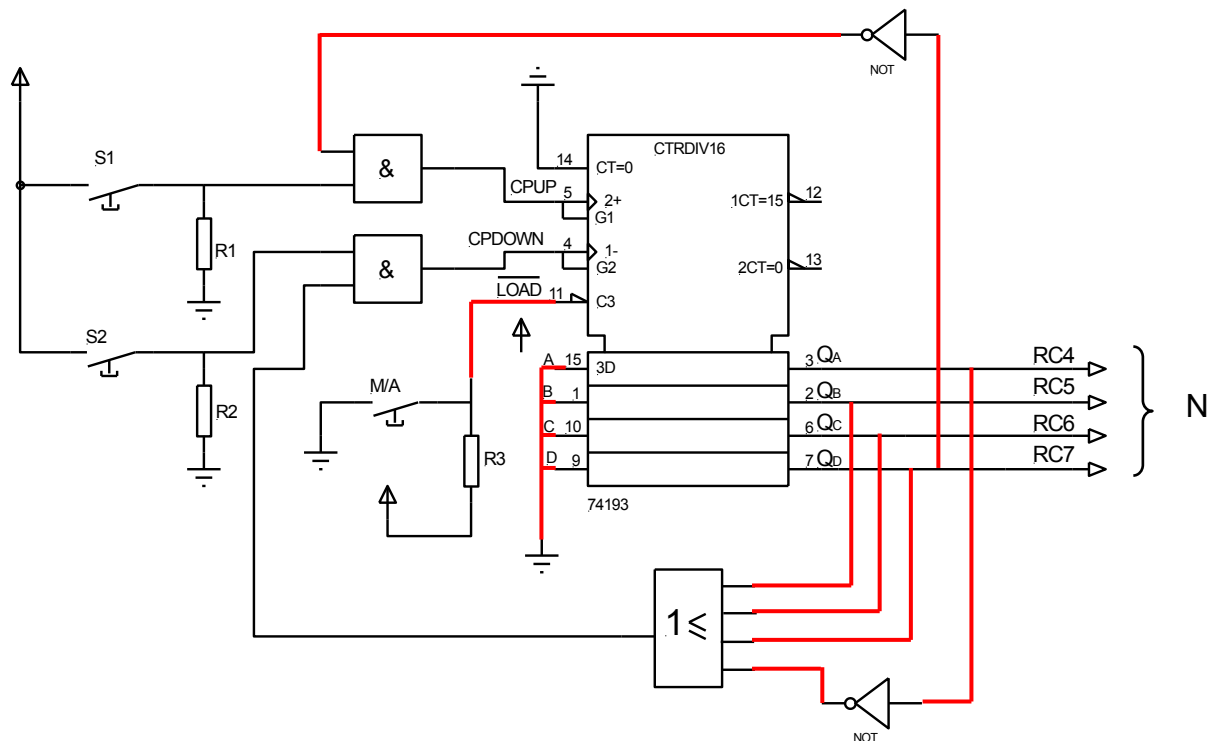 NOT
S1
&
CT=0
14
CTRDIV16
CPUP
5
2+
G1
1CT=15
12
R1
&
CPDOWN
4
1-
G2
2CT=0
13
LOAD
11
C3
S2
A
15
3D
3
QA
RC4
B
1
2
QB
RC5
C
10
6
QC
RC6
D
9
7
QD
RC7
N
M/A
R2
R3
74193
1≤
NOT